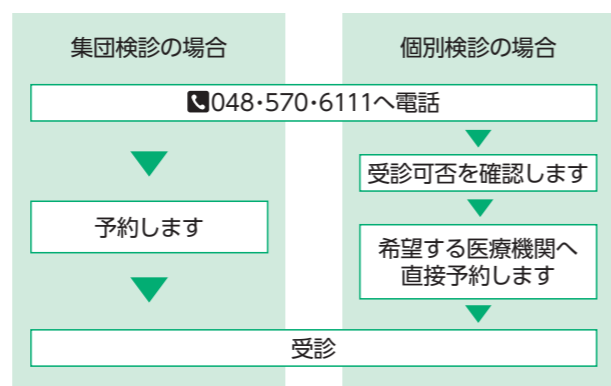 集団検診の場合
個別検診の場合
048･570･6111へ電話
受診可否を確認します
予約します
希望する医療機関へ
直接予約します
受診